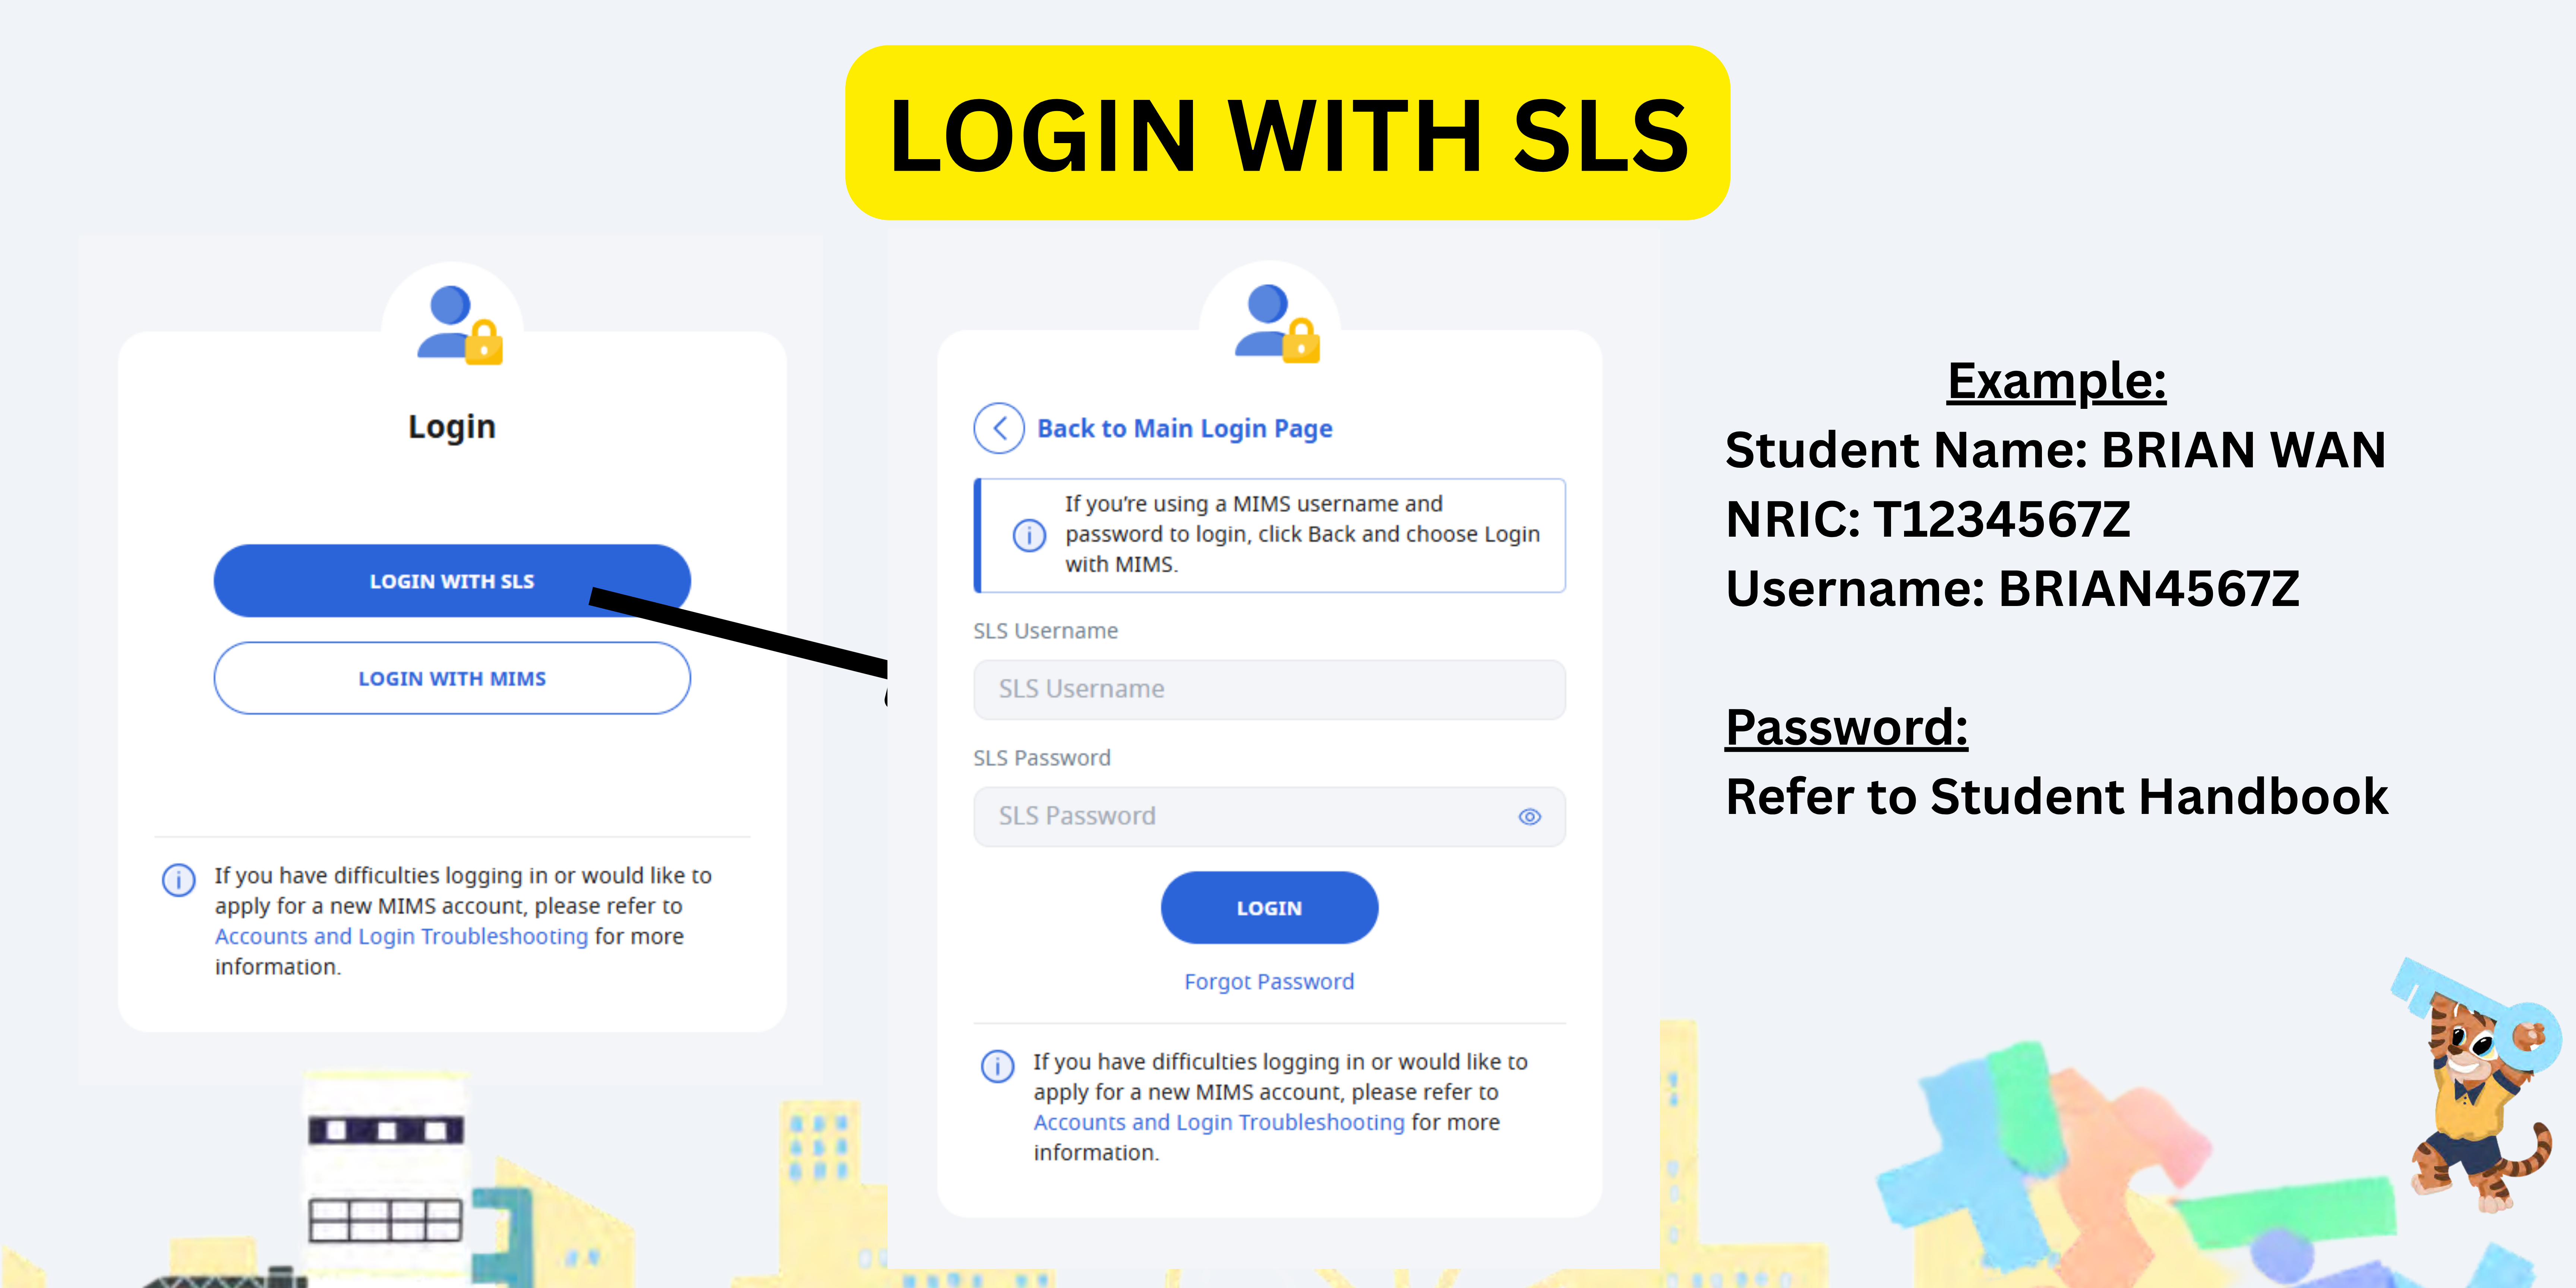 LOGIN WITH SLS
Login
LOGIN WITH SLS
LOGIN WITH MIMS
If you have difficulties logging in or would like to
apply for a new MIMS account, please refer to
Accounts and Login Troubleshooting for more
information.
Back to Main Login Page
If you’re using a MIMS username and
password to login, click Back and choose Login
with MIMS.
SLS Username
SLS Username
SLS Password
SLS Password
LOGIN
Forgot Password
If you have difficulties logging in or would like to
apply for a new MIMS account, please refer to
Accounts and Login Troubleshooting for more
information.
Example:
Student Name: BRIAN WAN
NRIC: T1234567Z
Username: BRIAN4567Z
Password:
Refer to Student Handbook